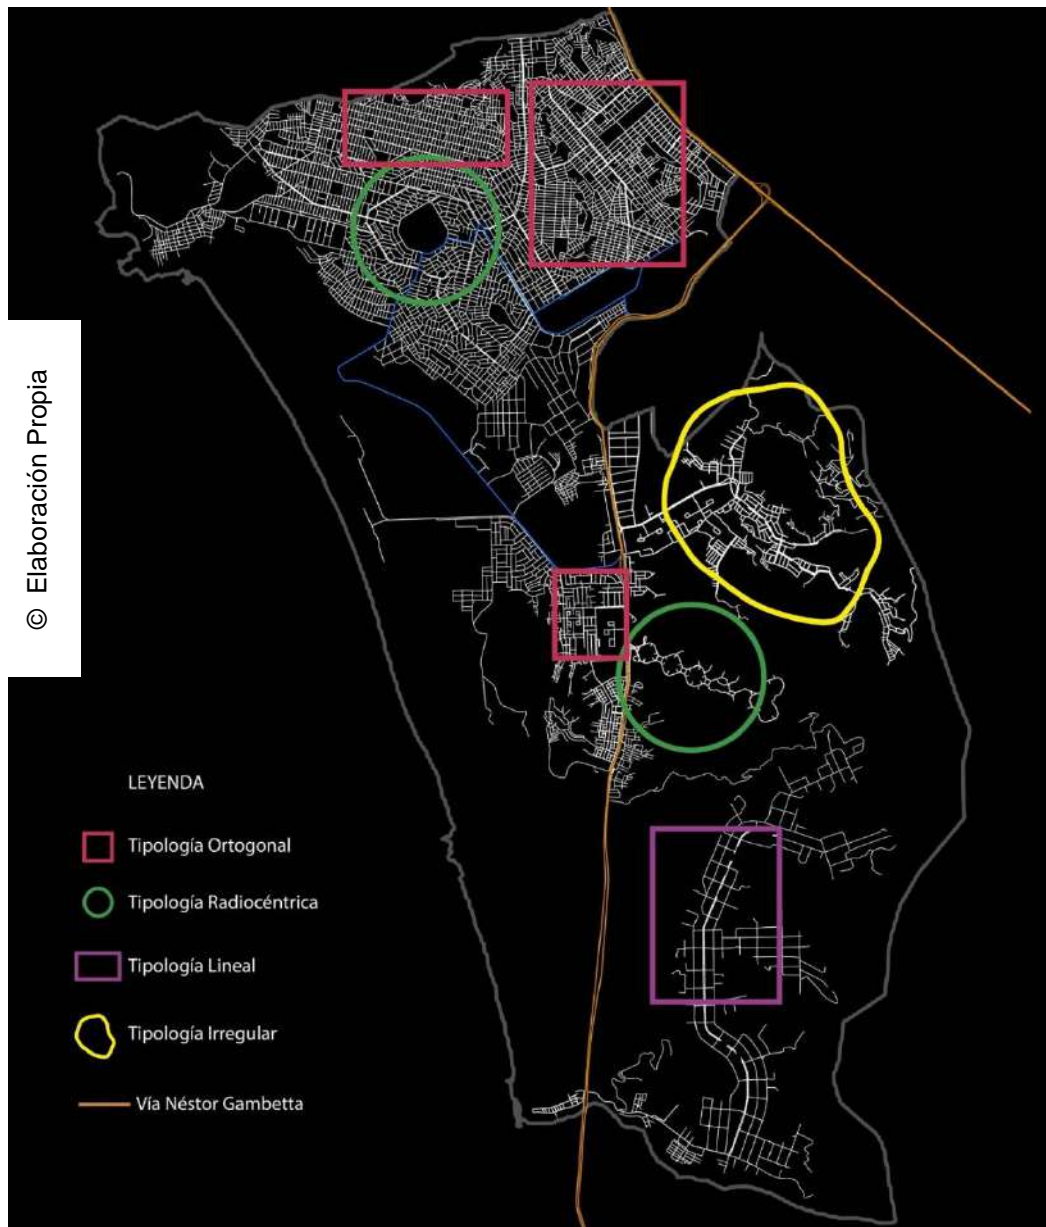 © Elaboración Propia
LEYENDA
Tipología Ortogonal
Tipología Radiocéntrica
Tipología Lineal
Tipología Irregular
Vía Néstor Gambetta